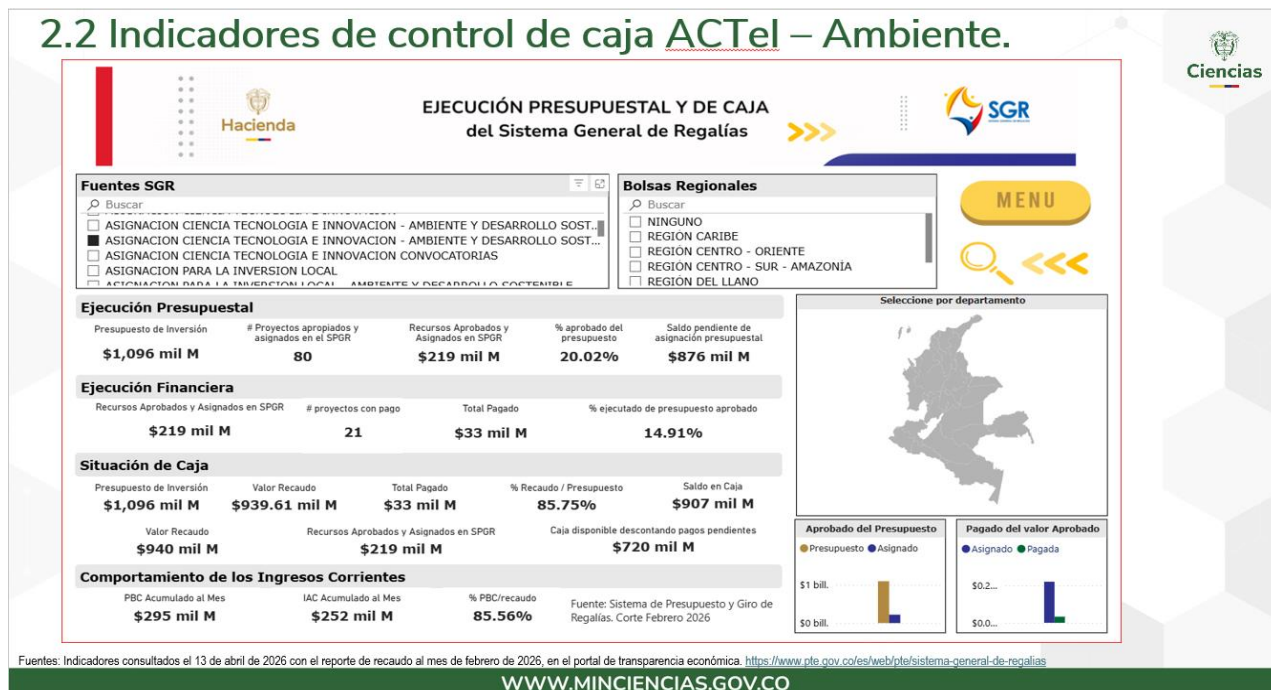 2.2 Indicadores de control de caja ACTeI – Ambiente.
Ciencias
Hacienda
EJECUCIÓN PRESUPUESTAL Y DE CAJA
del Sistema General de Regalías
SGR
Fuentes SGR
Buscar
ASIGNACION CIENCIA TECNOLOGIA E INNOVACION
ASIGNACION CIENCIA TECNOLOGIA E INNOVACION - AMBIENTE Y DESARROLLO SOST...
ASIGNACION CIENCIA TECNOLOGIA E INNOVACION - AMBIENTE Y DESARROLLO SOST...
ASIGNACION CIENCIA TECNOLOGIA E INNOVACION CONVOCATORIAS
ASIGNACION PARA LA INVERSION LOCAL
ASIGNACION PARA LA INVERSION LOCAL - AMBIENTE Y DESARROLLO SOSTENIBLE
Bolsas Regionales
Buscar
NINGUNO
REGIÓN CARIBE
REGIÓN CENTRO - ORIENTE
REGIÓN CENTRO - SUR - AMAZONÍA
REGIÓN DEL LLANO
MENU
Ejecución Presupuestal
Presupuesto de Inversión
$1,096 mil M
# Proyectos apropiados y
asignados en el SPGR
80
Recursos Aprobados y
Asignados en SPGR
$219 mil M
% aprobado del
presupuesto
20.02%
Saldo pendiente de
asignación presupuestal
$876 mil M
Ejecución Financiera
Recursos Aprobados y Asignados en SPGR
$219 mil M
# proyectos con pago
21
Total Pagado
$33 mil M
% ejecutado de presupuesto aprobado
14.91%
Situación de Caja
Presupuesto de Inversión
$1,096 mil M
Valor Recaudo
$939.61 mil M
Total Pagado
$33 mil M
% Recaudo / Presupuesto
85.75%
Saldo en Caja
$907 mil M
Valor Recaudo
$940 mil M
Recursos Aprobados y Asignados en SPGR
$219 mil M
Caja disponible descontando pagos pendientes
$720 mil M
Comportamiento de los Ingresos Corrientes
PBC Acumulado al Mes
$295 mil M
IAC Acumulado al Mes
$252 mil M
% PBC/recaudo
85.56%
Fuente: Sistema de Presupuesto y Giro de
Regalías. Corte Febrero 2026
Seleccione por departamento
Aprobado del Presupuesto
Presupuesto Asignado
$1 bill.
$0 bill.
Pagado del valor Aprobado
Asignado Pagada
$0.2...
$0.0...
Fuentes: Indicadores consultados el 13 de abril de 2026 con el reporte de recaudo al mes de febrero de 2026, en el portal de transparencia económica. https://www.pte.gov.co/es/web/pte/sistema-general-de-regalias
WWW.MINCIENCIAS.GOV.CO